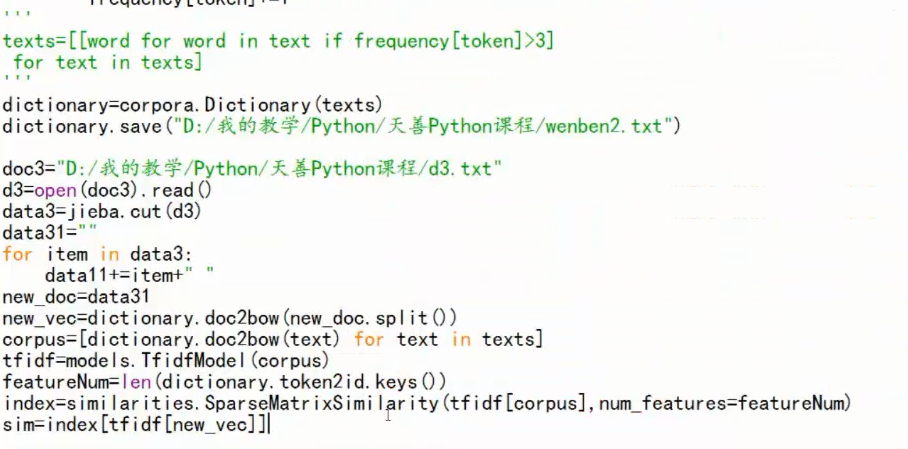 frequency[token]+=1
'''
texts=[[word for word in text if frequency[token]>3]
 for text in texts]
'''
dictionary=corpora.Dictionary(texts)
dictionary.save("D:/我的教学/Python/天善Python课程/wenben2.txt")
doc3="D:/我的教学/Python/天善Python课程/d3.txt"
d3=open(doc3).read()
data3=jieba.cut(d3)
data31=""
for item in data3:
    data11+=item+" "
new_doc=data31
new_vec=dictionary.doc2bow(new_doc.split())
corpus=[dictionary.doc2bow(text) for text in texts]
tfidf=models.TfidfModel(corpus)
featureNum=len(dictionary.token2id.keys())
index=similarities.SparseMatrixSimilarity(tfidf[corpus],num_features=featureNum)
sim=index[tfidf[new_vec]]